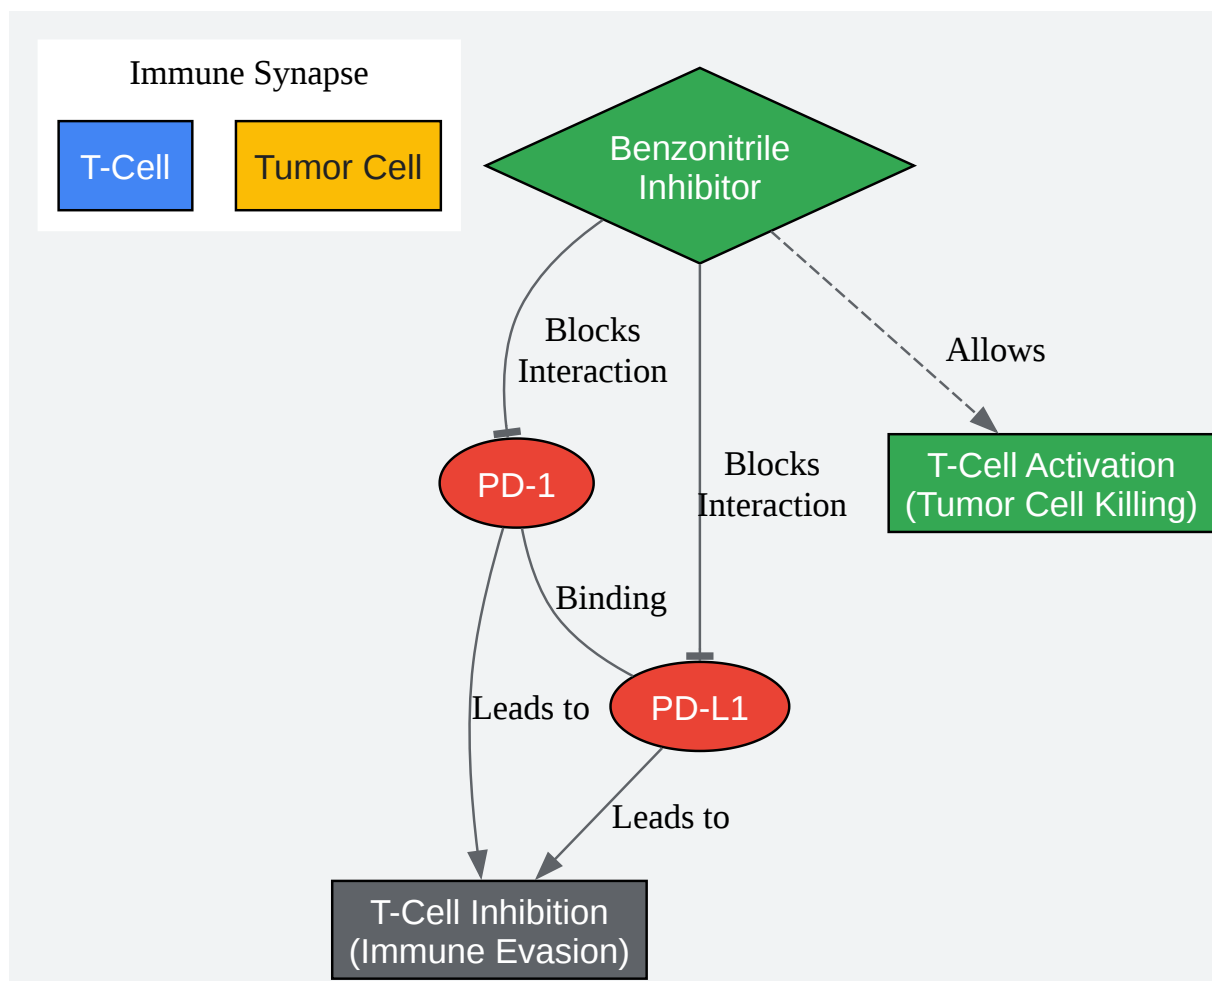 Immune Synapse
T-Cell
Tumor Cell
Benzonitrile
Inhibitor
Blocks
Interaction
Allows
PD-1
Blocks
Interaction
T-Cell Activation
(Tumor Cell Killing)
Binding
Leads to
PD-L1
Leads to
T-Cell Inhibition
(Immune Evasion)